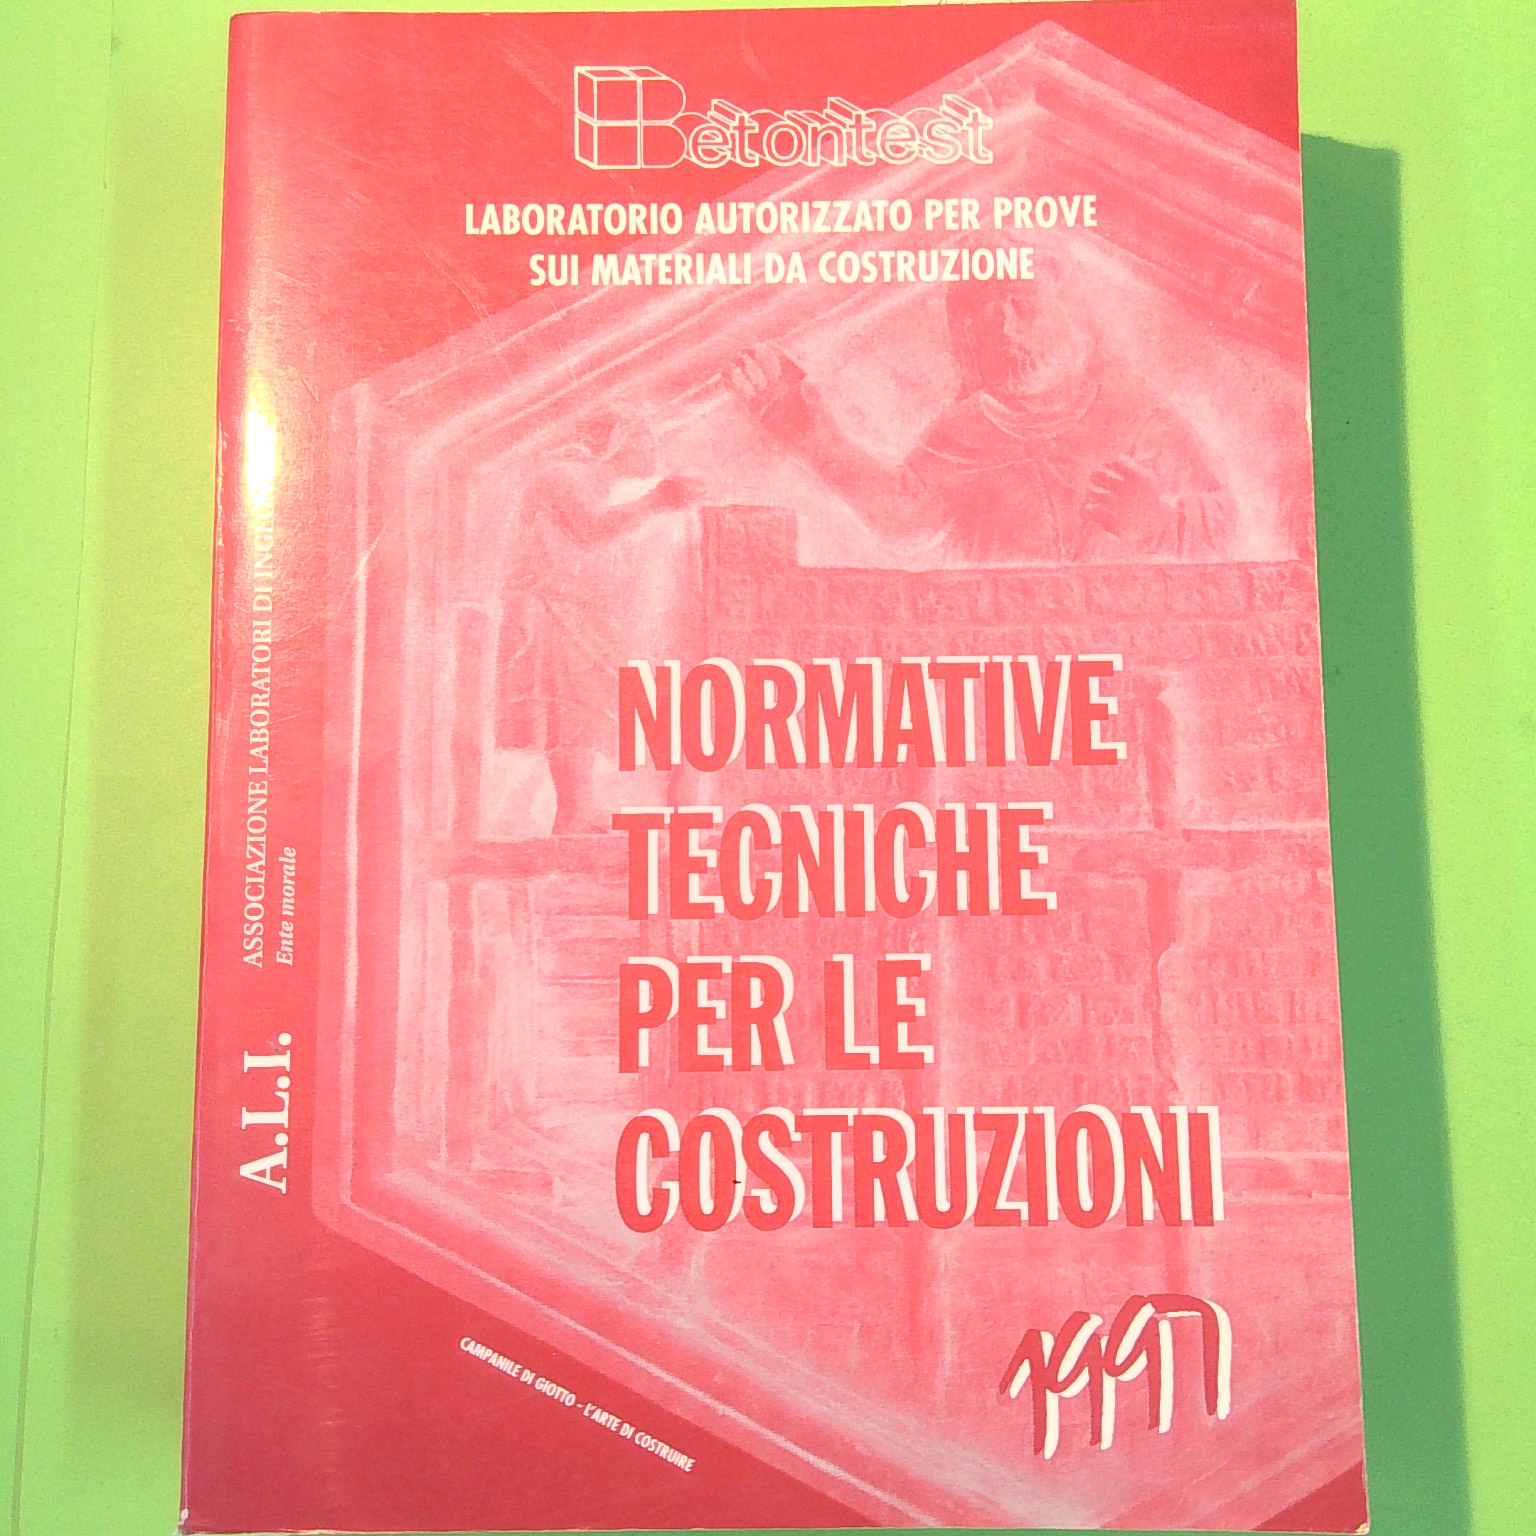 Betontest
LABORATORIO AUTORIZZATO PER PROVE
SUI MATERIALI DA COSTRUZIONE
NORMATIVE
TECNICHE
PER LE
COSTRUZIONI
1997
CAMPANILE DI GIOTTO - L'ARTE DI COSTRUIRE
A.L.I.
ASSOCIAZIONE LABORATORI DI
Ente morale